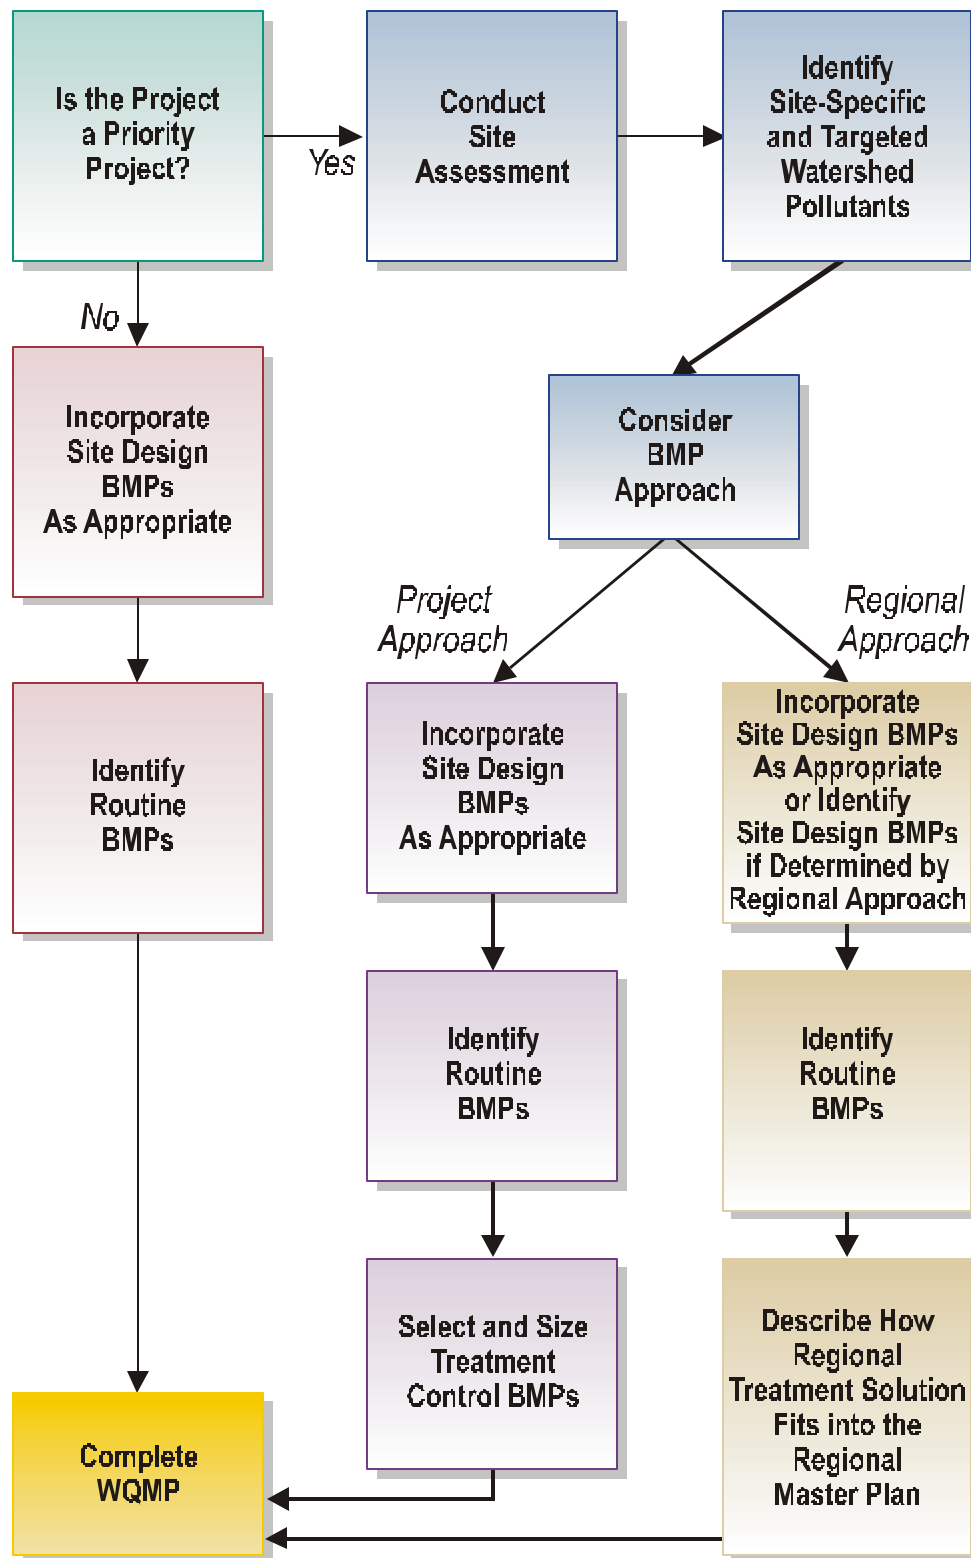 Is the Project
a Priority
Project?
Yes
Conduct
Site
Assessment
Identify
Site-Specific
and Targeted
Watershed
Pollutants
No
Incorporate
Site Design
BMPs
As Appropriate
Consider
BMP
Approach
Project
Approach
Regional
Approach
Identify
Routine
BMPs
Incorporate
Site Design
BMPs
As Appropriate
Incorporate
Site Design BMPs
As Appropriate
or Identify
Site Design BMPs
if Determined by
Regional Approach
Identify
Routine
BMPs
Identify
Routine
BMPs
Select and Size
Treatment
Control BMPs
Describe How
Regional
Treatment Solution
Fits into the
Regional
Master Plan
Complete
WQMP